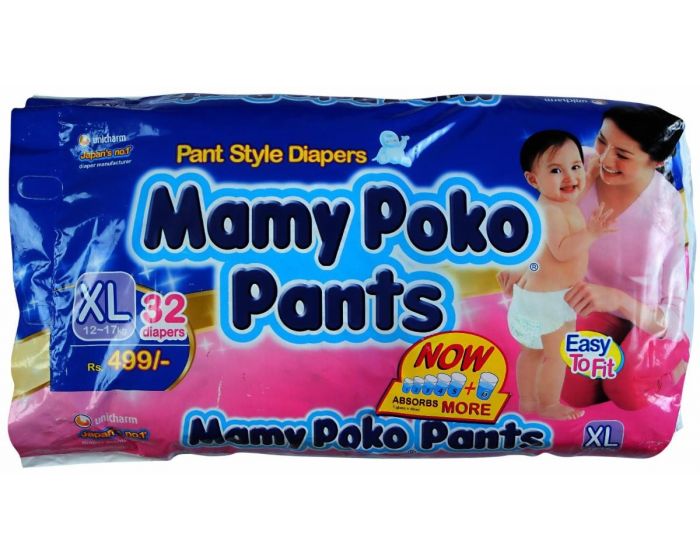 unicharm
unicharm
Japan's no.1
diaper manufacturer
Pant Style Diapers
Mamy Poko
Pants
®
XL
12~17kg
32
diapers
Rs. 499/-
NOW
ABSORBS
MORE
Easy
To Fit
unicharm
Japan's no.1
Mamy Poko Pants
XL